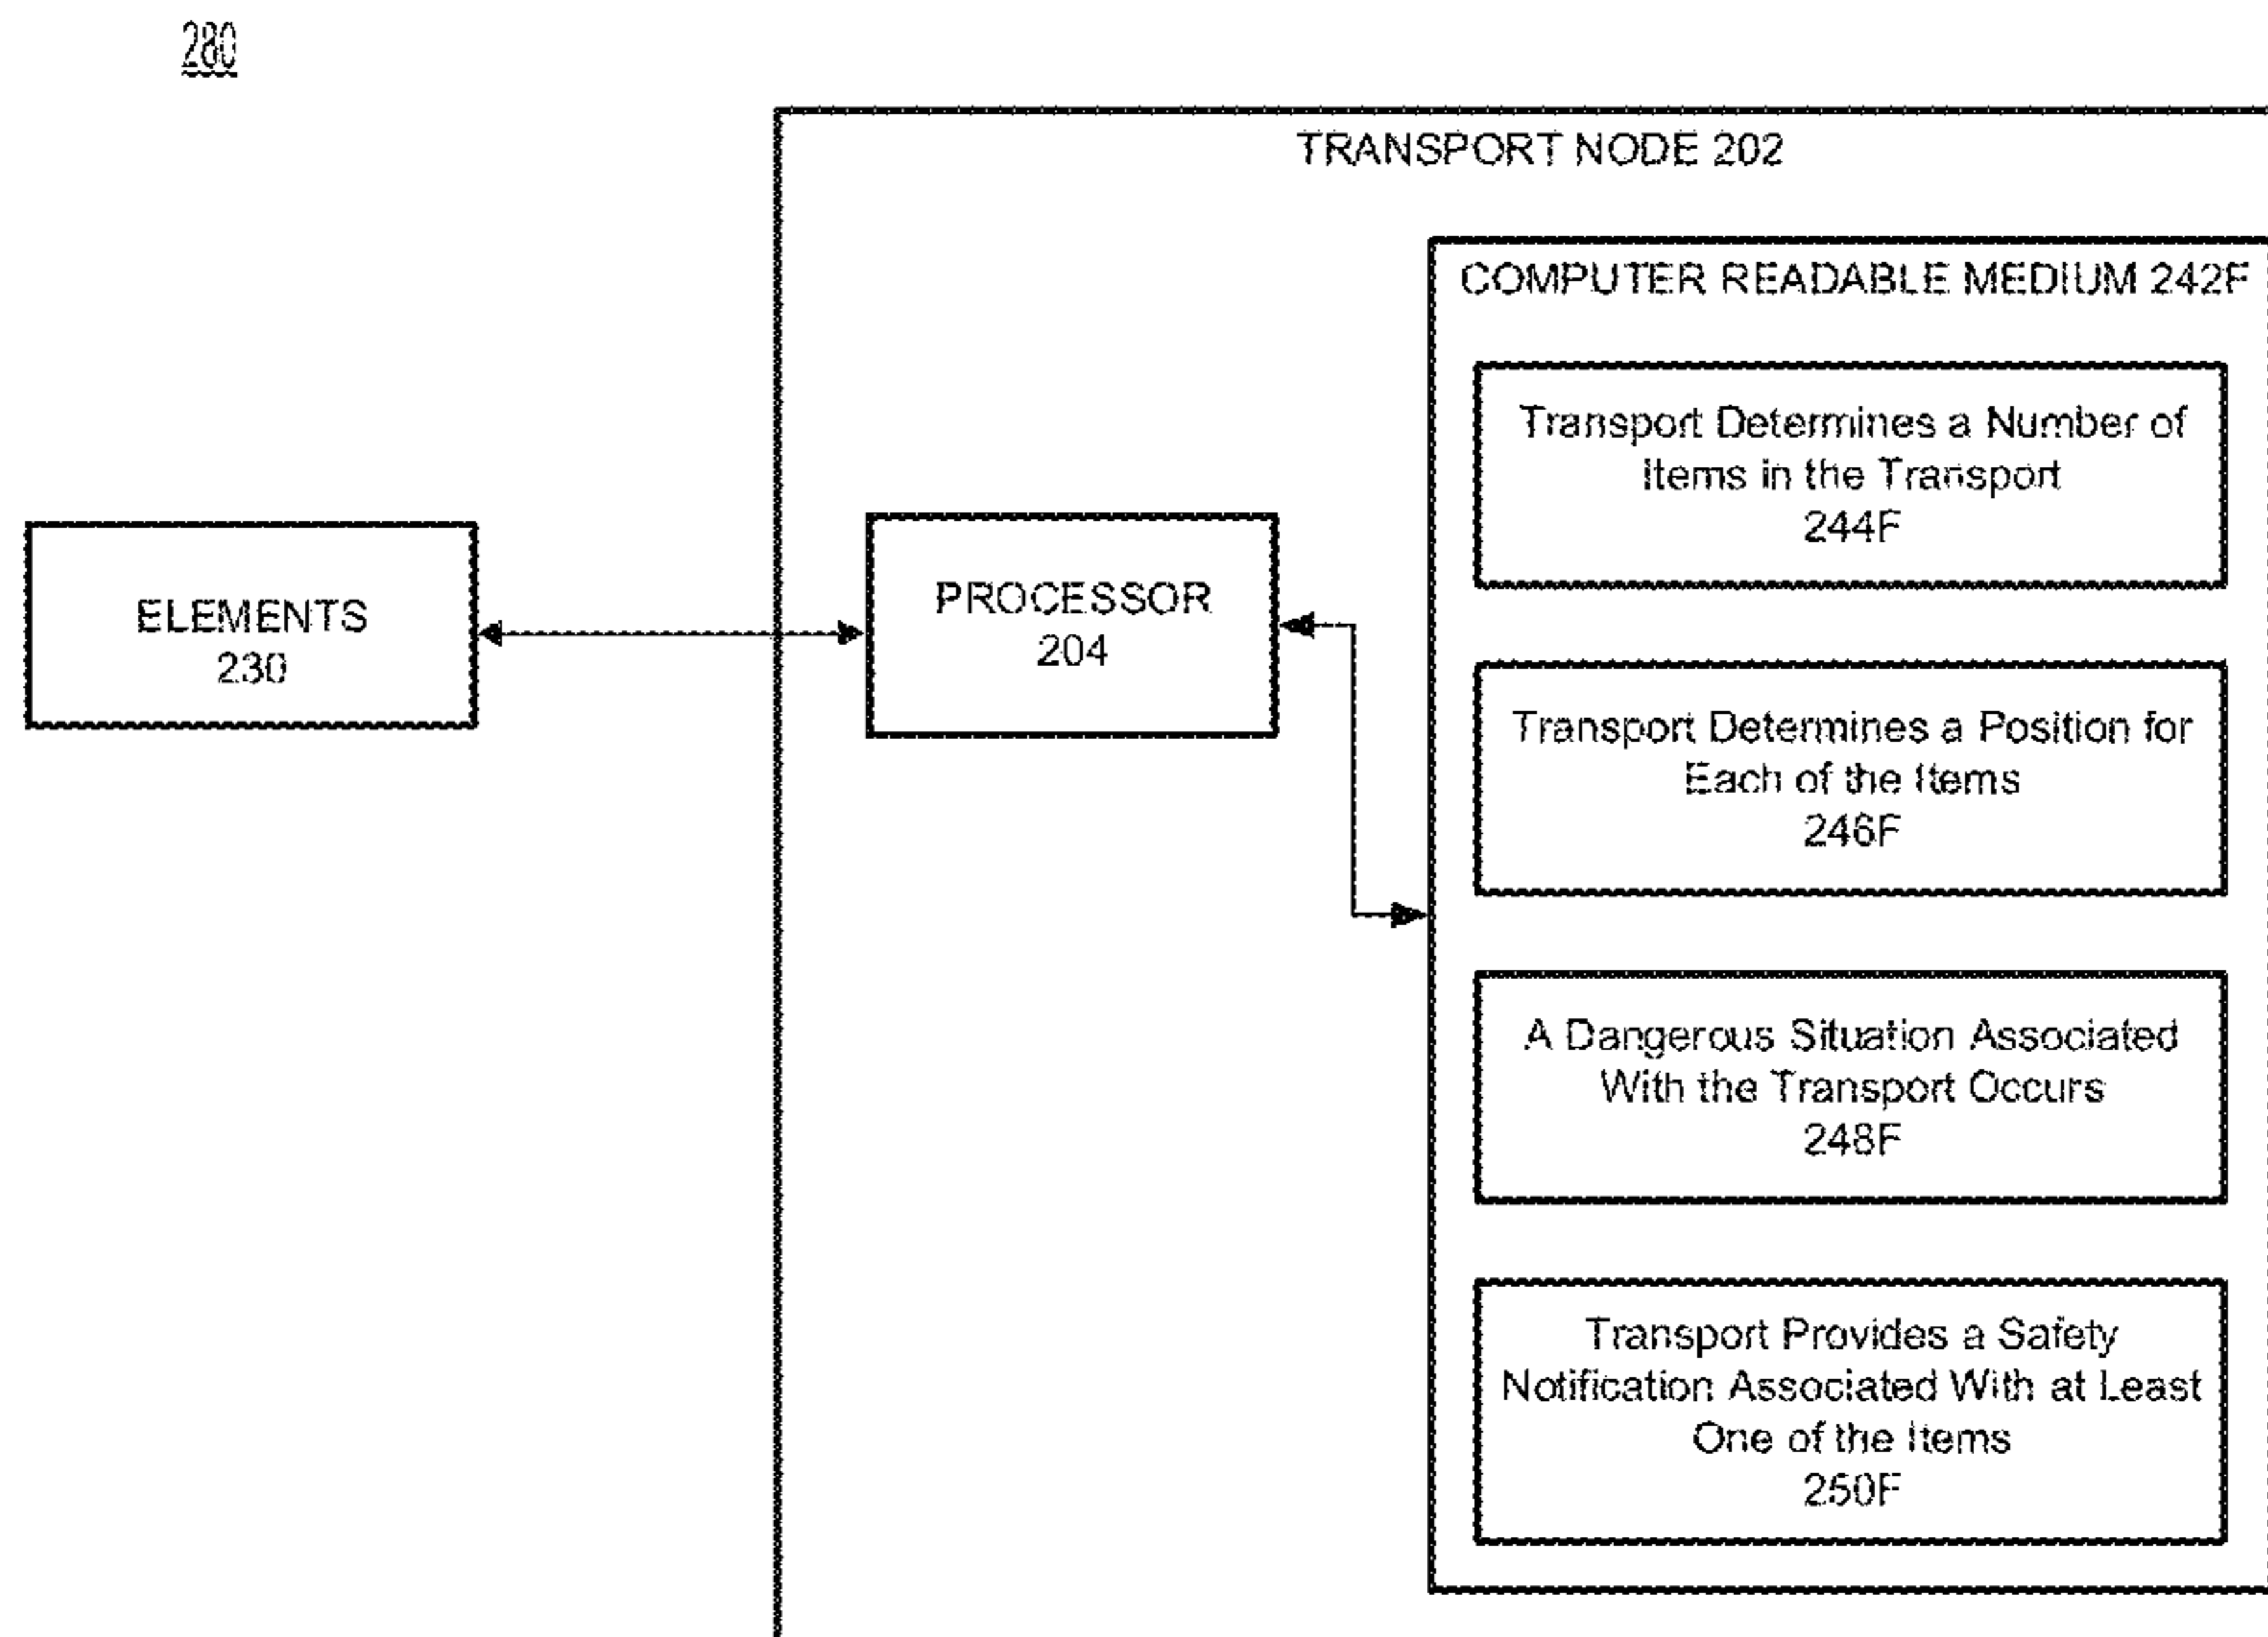 280
TRANSPORT NODE 202
COMPUTER READABLE MEDIUM 242F
Transport Determines a Number of
Items in the Transport
244F
ELEMENTS
230
PROCESSOR
204
Transport Determines a Position for
Each of the Items
246F
A Dangerous Situation Associated
With the Transport Occurs
248F
Transport Provides a Safety
Notification Associated With at Least
One of the Items
250F